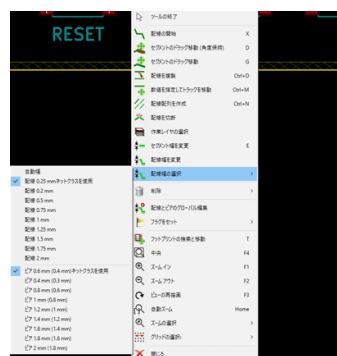 RESET
ツールの終了
配線の開始 X
セグメントのドラッグ移動 (角度保持) D
セグメントのドラッグ移動 G
配線を複製 Ctrl+D
数値を指定してトラックを移動 Ctrl+M
配線配列を作成 Ctrl+N
配線を切断
作業レイヤの選択
セグメント幅を変更 E
配線幅を変更
配線幅の選択
削除
配線とビアのグローバル編集
フラグをセット
フットプリントの検索と移動 T
中央 F4
ズーム イン F1
ズーム アウト F2
ビューの再描画 F3
自動ズーム Home
ズームの選択
グリッドの選択
閉じる
自動幅
配線 0.25 mmネットクラスを使用
配線 0.2 mm
配線 0.5 mm
配線 0.75 mm
配線 1 mm
配線 1.25 mm
配線 1.5 mm
配線 1.75 mm
配線 2 mm
ビア 0.6 mm (0.4 mm)ネットクラスを使用
ビア 0.4 mm (0.3 mm)
ビア 0.8 mm (0.6 mm)
ビア 1 mm (0.8 mm)
ビア 1.2 mm (1 mm)
ビア 1.4 mm (1.2 mm)
ビア 1.6 mm (1.4 mm)
ビア 1.8 mm (1.6 mm)
ビア 2 mm (1.8 mm)